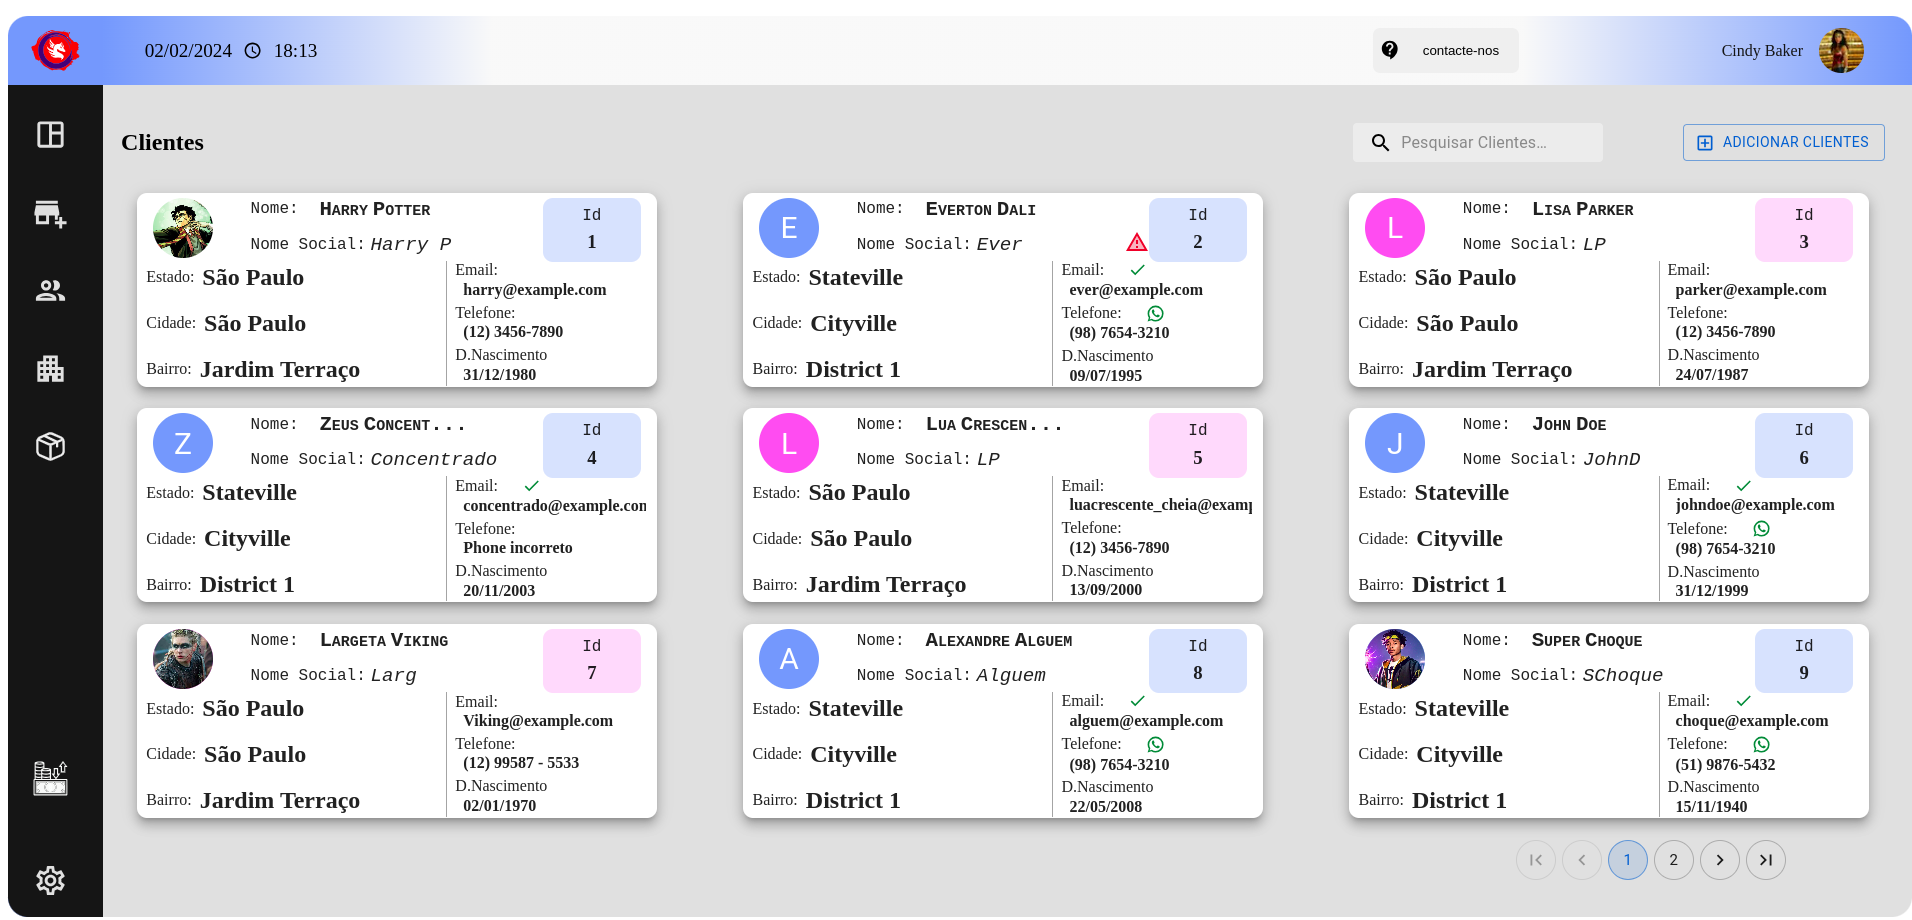 02/02/2024 18:13
contacte-nos
Cindy Baker
Clientes
Pesquisar Clientes...
ADICIONAR CLIENTES
Nome: Harry Potter
Nome Social: Harry P
Id
1
Estado: São Paulo
Cidade: São Paulo
Bairro: Jardim Terraço
Email:
harry@example.com
Telefone:
(12) 3456-7890
D.Nascimento
31/12/1980
E
Nome: Everton Dali
Nome Social: Ever
Id
2
Estado: Stateville
Cidade: Cityville
Bairro: District 1
Email:
ever@example.com
Telefone:
(98) 7654-3210
D.Nascimento
09/07/1995
L
Nome: Lisa Parker
Nome Social: LP
Id
3
Estado: São Paulo
Cidade: São Paulo
Bairro: Jardim Terraço
Email:
parker@example.com
Telefone:
(12) 3456-7890
D.Nascimento
24/07/1987
Z
Nome: Zeus Concent...
Nome Social: Concentrado
Id
4
Estado: Stateville
Cidade: Cityville
Bairro: District 1
Email:
concentrado@example.con
Telefone:
Phone incorreto
D.Nascimento
20/11/2003
L
Nome: Lua Crescen...
Nome Social: LP
Id
5
Estado: São Paulo
Cidade: São Paulo
Bairro: Jardim Terraço
Email:
luacrescente_cheia@examp
Telefone:
(12) 3456-7890
D.Nascimento
13/09/2000
J
Nome: John Doe
Nome Social: JohnD
Id
6
Estado: Stateville
Cidade: Cityville
Bairro: District 1
Email:
johndoe@example.com
Telefone:
(98) 7654-3210
D.Nascimento
31/12/1999
Nome: Largeta Viking
Nome Social: Larg
Id
7
Estado: São Paulo
Cidade: São Paulo
Bairro: Jardim Terraço
Email:
Viking@example.com
Telefone:
(12) 99587 - 5533
D.Nascimento
02/01/1970
A
Nome: Alexandre Alguem
Nome Social: Alguem
Id
8
Estado: Stateville
Cidade: Cityville
Bairro: District 1
Email:
alguem@example.com
Telefone:
(98) 7654-3210
D.Nascimento
22/05/2008
Nome: Super Choque
Nome Social: SChoque
Id
9
Estado: Stateville
Cidade: Cityville
Bairro: District 1
Email:
choque@example.com
Telefone:
(51) 9876-5432
D.Nascimento
15/11/1940
1 2